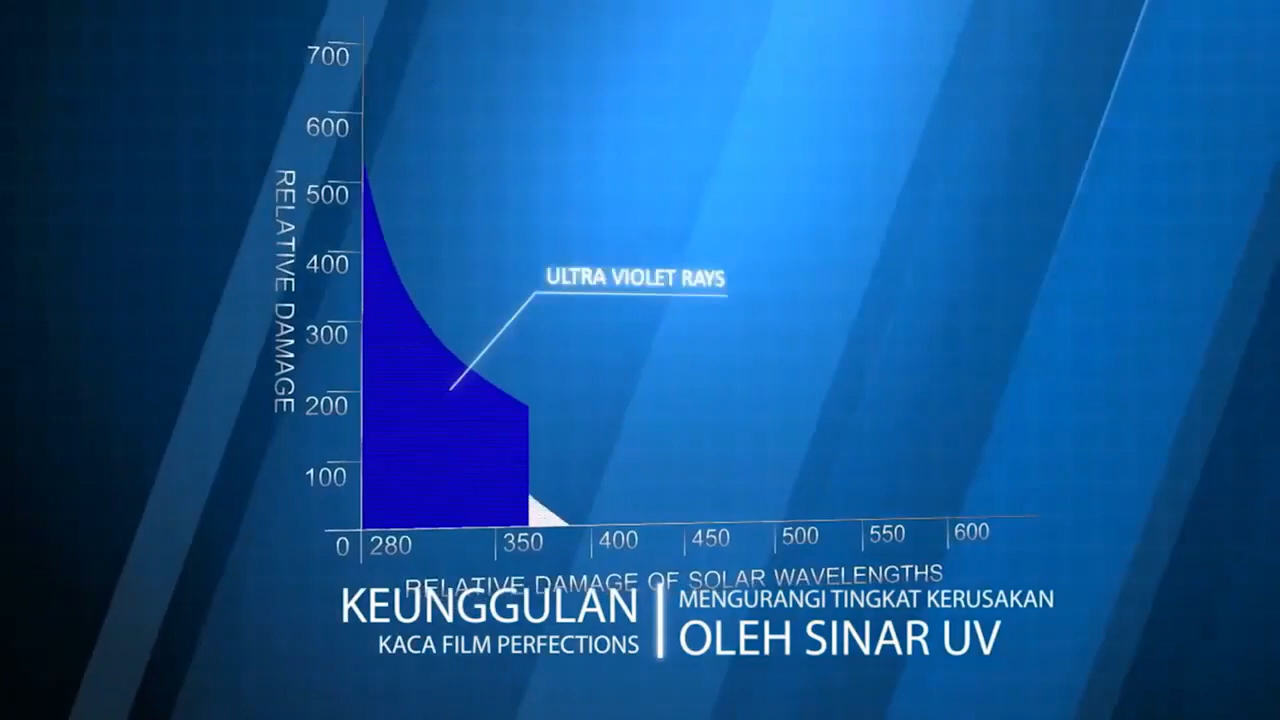 700
600
500
400
300
200
100
0
RELATIVE DAMAGE
ULTRA VIOLET RAYS
280
350
400
450
500
550
600
RELATIVE DAMAGE OF SOLAR WAVELENGTHS
KEUNGGULAN
KACA FILM PERFECTIONS
MENGURANGI TINGKAT KERUSAKAN
OLEH SINAR UV